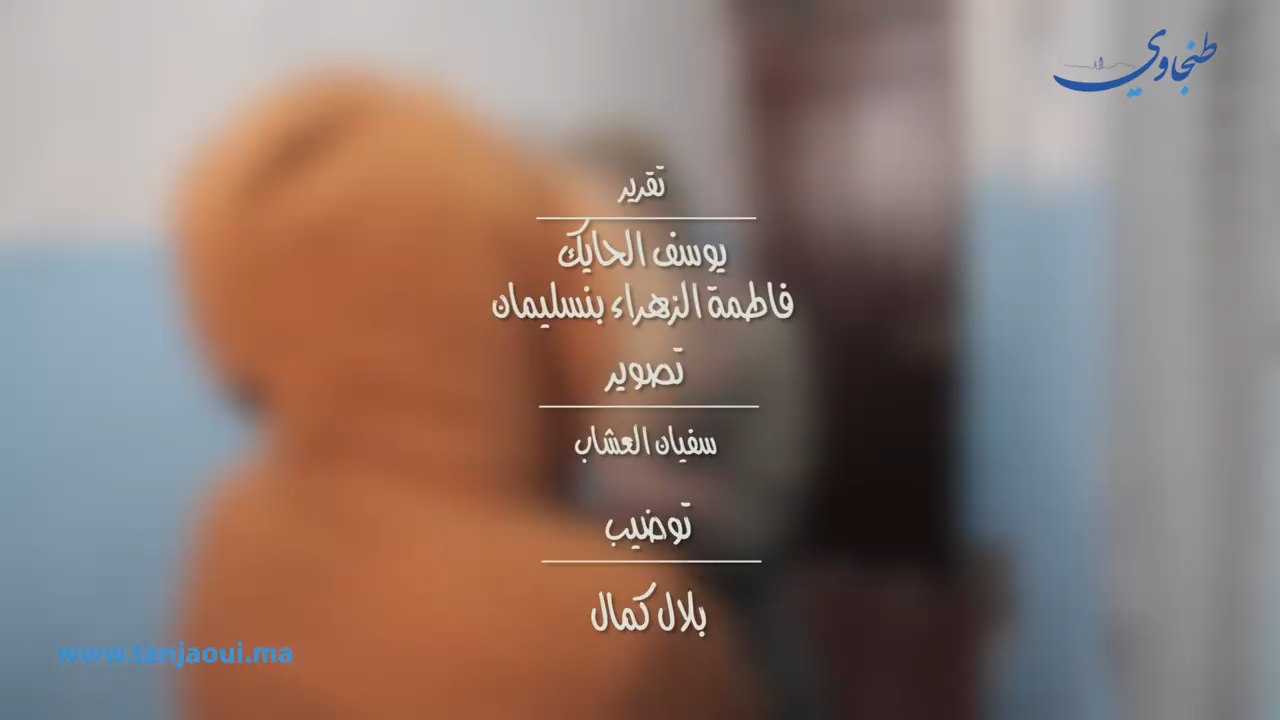 طنجاوي
تقرير
يوسف الحايك
فاطمة الزهراء بنسليمان
تصوير
سفيان العشاب
توضيب
بلال كمال
www.tanjaoui.ma